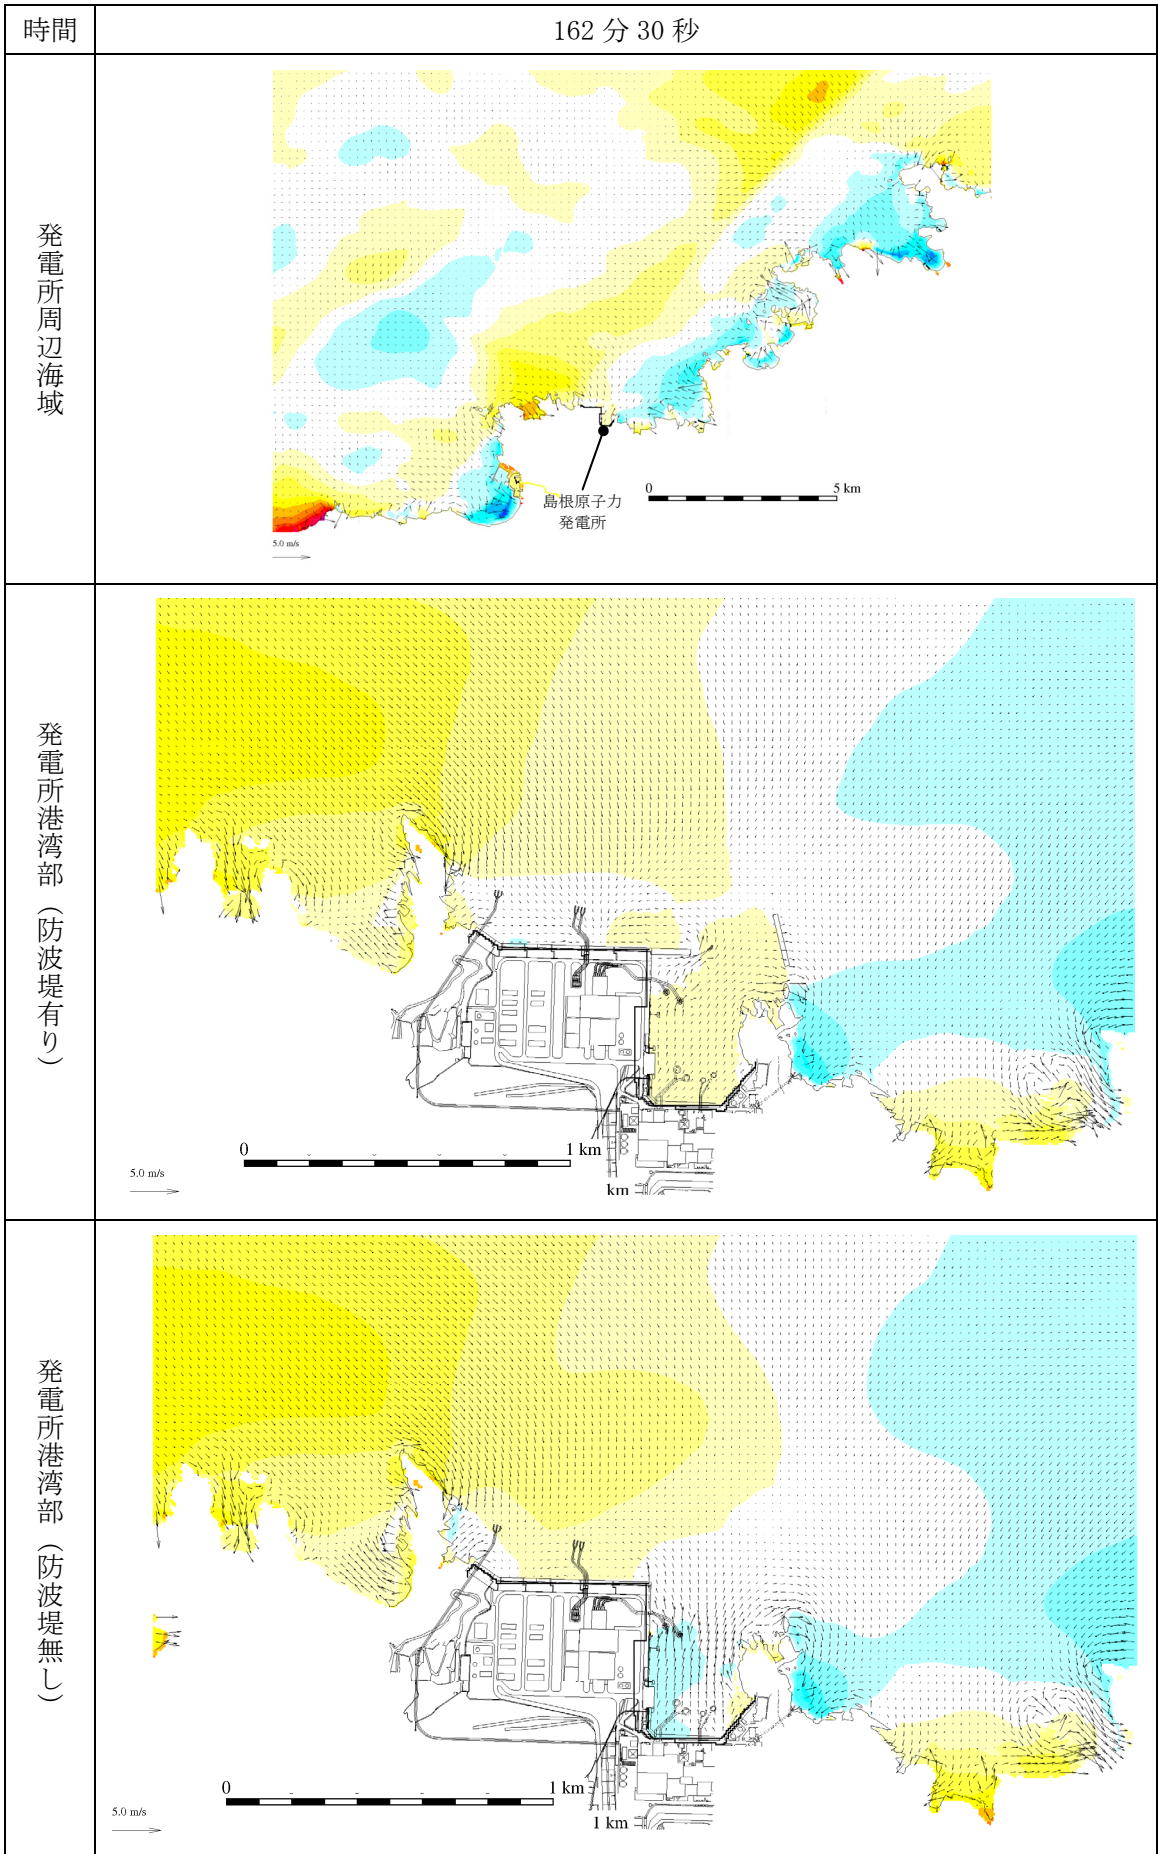 時間
162 分 30 秒
発電所周辺海域
島根原子力
発電所
0
5 km
5.0 m/s
発電所港湾部（防波堤有り）
0
1 km
5.0 m/s
km
発電所港湾部（防波堤無し）
0
1 km
5.0 m/s
1 km